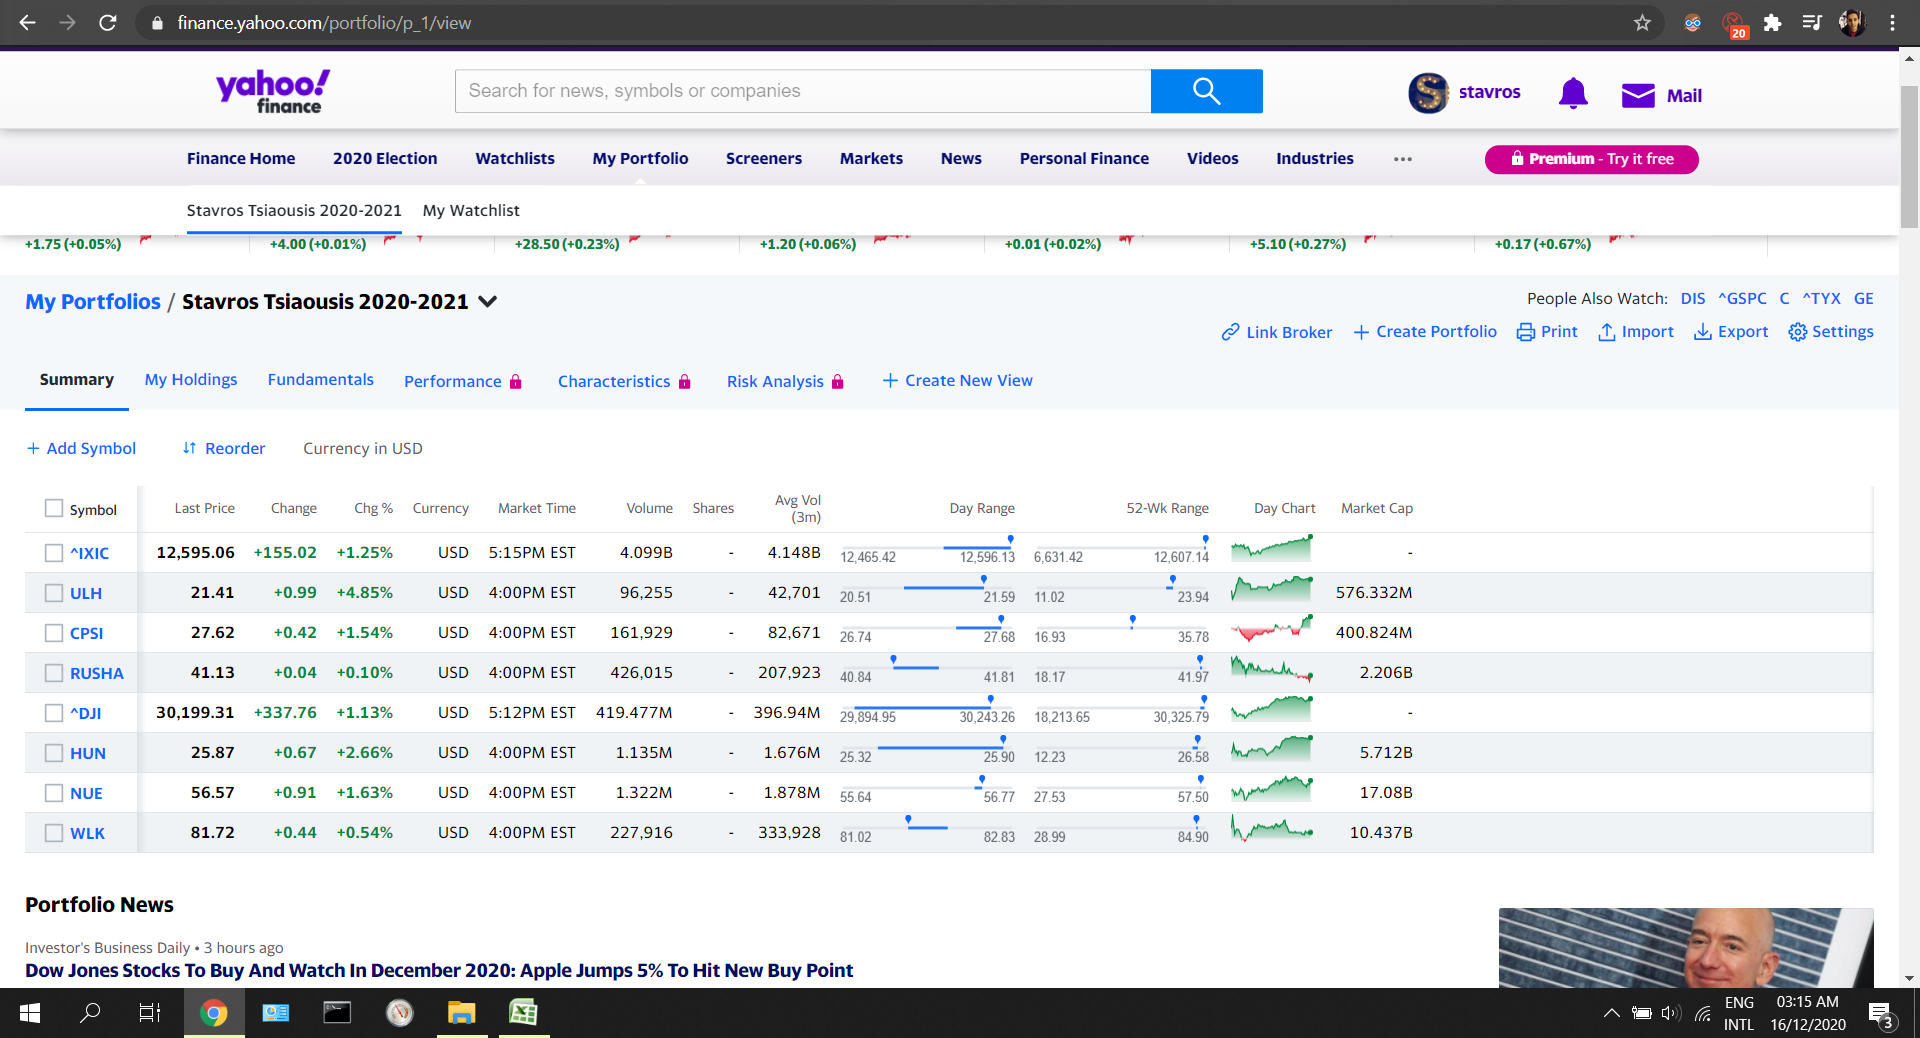 finance.yahoo.com/portfolio/p_1/view
20
yahoo!
finance
Search for news, symbols or companies
S
stavros
Mail
Finance Home 2020 Election Watchlists My Portfolio Screeners Markets News Personal Finance Videos Industries
Premium - Try it free
Stavros Tsiaousis 2020-2021 My Watchlist
+1.75 (+0.05%) +4.00 (+0.01%) +28.50 (+0.23%) +1.20 (+0.06%) +0.01 (+0.02%) +5.10 (+0.27%) +0.17 (+0.67%)
My Portfolios / Stavros Tsiaousis 2020-2021
People Also Watch: DIS ^GSPC C ^TYX GE
Link Broker Create Portfolio Print Import Export Settings
Summary My Holdings Fundamentals Performance Characteristics Risk Analysis Create New View
+ Add Symbol Reorder Currency in USD
Symbol Last Price Change Chg % Currency Market Time Volume Shares Avg Vol (3m) Day Range 52-Wk Range Day Chart Market Cap
^IXIC 12,595.06 +155.02 +1.25% USD 5:15PM EST 4.099B - 4.148B 12,465.42 12,596.13 6,631.42 12,607.14 -
ULH 21.41 +0.99 +4.85% USD 4:00PM EST 96,255 - 42,701 20.51 21.59 11.02 23.94 576.332M
CPSI 27.62 +0.42 +1.54% USD 4:00PM EST 161,929 - 82,671 26.74 27.68 16.93 35.78 400.824M
RUSHA 41.13 +0.04 +0.10% USD 4:00PM EST 426,015 - 207,923 40.84 41.81 18.17 41.97 2.206B
^DJI 30,199.31 +337.76 +1.13% USD 5:12PM EST 419.477M - 396.94M 29,894.95 30,243.26 18,213.65 30,325.79 -
HUN 25.87 +0.67 +2.66% USD 4:00PM EST 1.135M - 1.676M 25.32 25.90 12.23 26.58 5.712B
NUE 56.57 +0.91 +1.63% USD 4:00PM EST 1.322M - 1.878M 55.64 56.77 27.53 57.50 17.08B
WLK 81.72 +0.44 +0.54% USD 4:00PM EST 227,916 - 333,928 81.02 82.83 28.99 84.90 10.437B
Portfolio News
Investor's Business Daily • 3 hours ago
Dow Jones Stocks To Buy And Watch In December 2020: Apple Jumps 5% To Hit New Buy Point
ENG 03:15 AM
INTL 16/12/2020
3